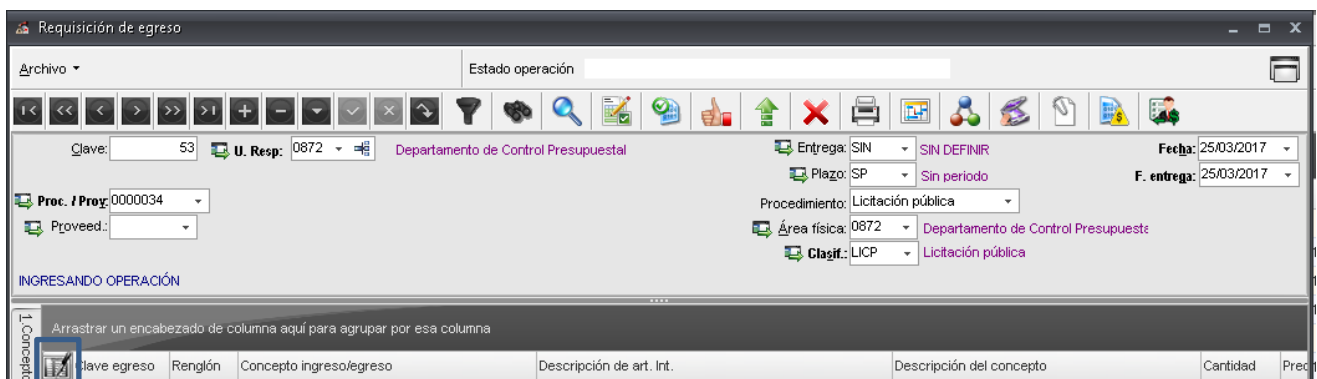 Requisición de egreso
Archivo
Estado operación
Clave: 53 U. Resp: 0872 Departamento de Control Presupuestal Entrega: SIN SIN DEFINIR Fecha: 25/03/2017
Plazo: SP Sin periodo F. entrega: 25/03/2017
Proc. / Proy: 0000034 Procedimiento: Licitación pública
Proveed.: Área física: 0872 Departamento de Control Presupuesta
Clasif.: LICP Licitación pública
INGRESANDO OPERACIÓN
1.Concepto
Arrastrar un encabezado de columna aquí para agrupar por esa columna
Clave egreso Renglón Concepto ingreso/egreso Descripción de art. Int. Descripción del concepto Cantidad Prec